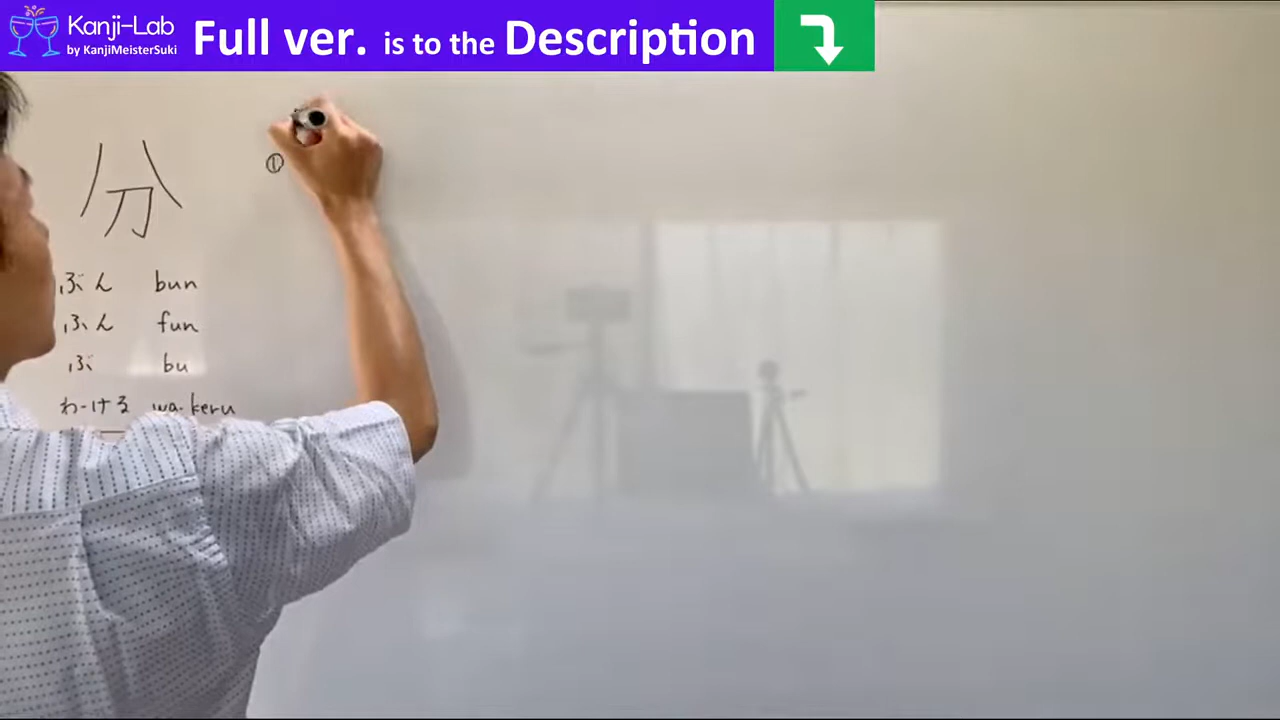 Kanji-Lab
by KanjiMeisterSuki
Full ver. is to the Description
①
分
ぶん bun
ふん fun
ぶ bu
わ-ける wa-keru